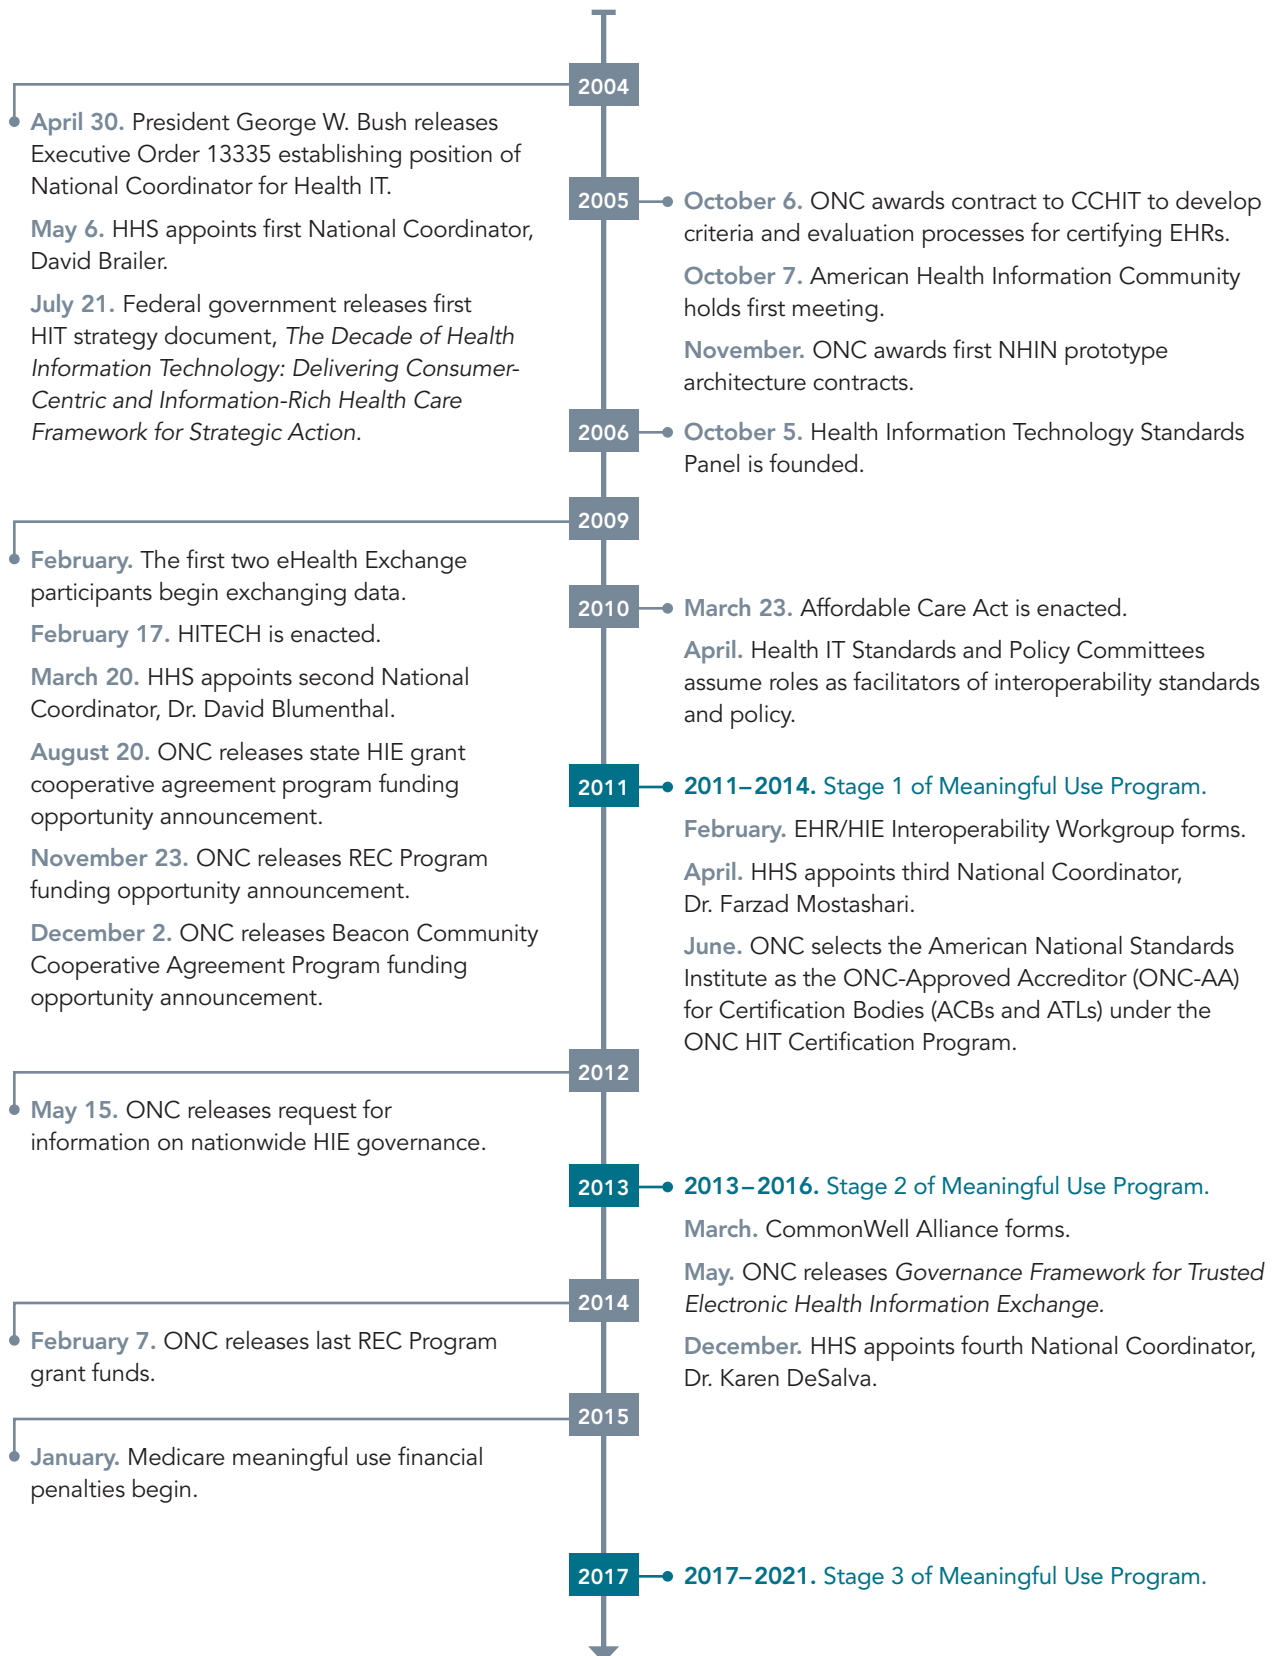 2004
April 30. President George W. Bush releases
Executive Order 13335 establishing position of
National Coordinator for Health IT.
May 6. HHS appoints first National Coordinator,
David Brailer.
July 21. Federal government releases first
HIT strategy document, The Decade of Health
Information Technology: Delivering Consumer-
Centric and Information-Rich Health Care
Framework for Strategic Action.
2005
October 6. ONC awards contract to CCHIT to develop
criteria and evaluation processes for certifying EHRs.
October 7. American Health Information Community
holds first meeting.
November. ONC awards first NHIN prototype
architecture contracts.
2006
October 5. Health Information Technology Standards
Panel is founded.
2009
February. The first two eHealth Exchange
participants begin exchanging data.
February 17. HITECH is enacted.
March 20. HHS appoints second National
Coordinator, Dr. David Blumenthal.
August 20. ONC releases state HIE grant
cooperative agreement program funding
opportunity announcement.
November 23. ONC releases REC Program
funding opportunity announcement.
December 2. ONC releases Beacon Community
Cooperative Agreement Program funding
opportunity announcement.
2010
March 23. Affordable Care Act is enacted.
April. Health IT Standards and Policy Committees
assume roles as facilitators of interoperability standards
and policy.
2011
2011–2014. Stage 1 of Meaningful Use Program.
February. EHR/HIE Interoperability Workgroup forms.
April. HHS appoints third National Coordinator,
Dr. Farzad Mostashari.
June. ONC selects the American National Standards
Institute as the ONC-Approved Accreditor (ONC-AA)
for Certification Bodies (ACBs and ATLs) under the
ONC HIT Certification Program.
2012
May 15. ONC releases request for
information on nationwide HIE governance.
2013
2013–2016. Stage 2 of Meaningful Use Program.
March. CommonWell Alliance forms.
May. ONC releases Governance Framework for Trusted
Electronic Health Information Exchange.
December. HHS appoints fourth National Coordinator,
Dr. Karen DeSalva.
2014
February 7. ONC releases last REC Program
grant funds.
2015
January. Medicare meaningful use financial
penalties begin.
2017
2017–2021. Stage 3 of Meaningful Use Program.